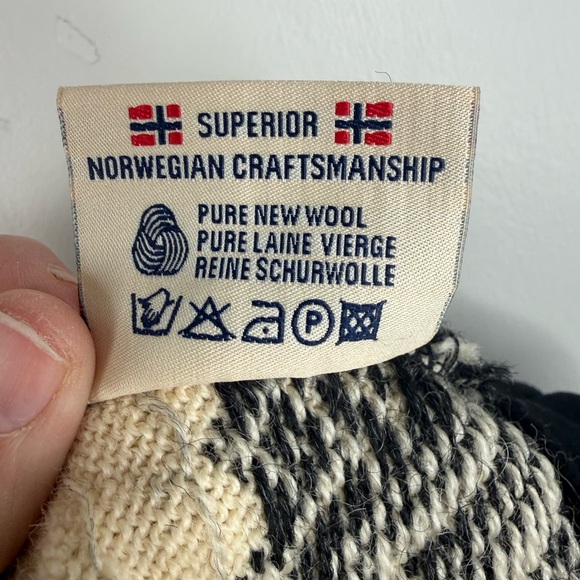 SUPERIOR
NORWEGIAN CRAFTSMANSHIP
PURE NEW WOOL
PURE LAINE VIERGE
REINE SCHURWOLLE
P